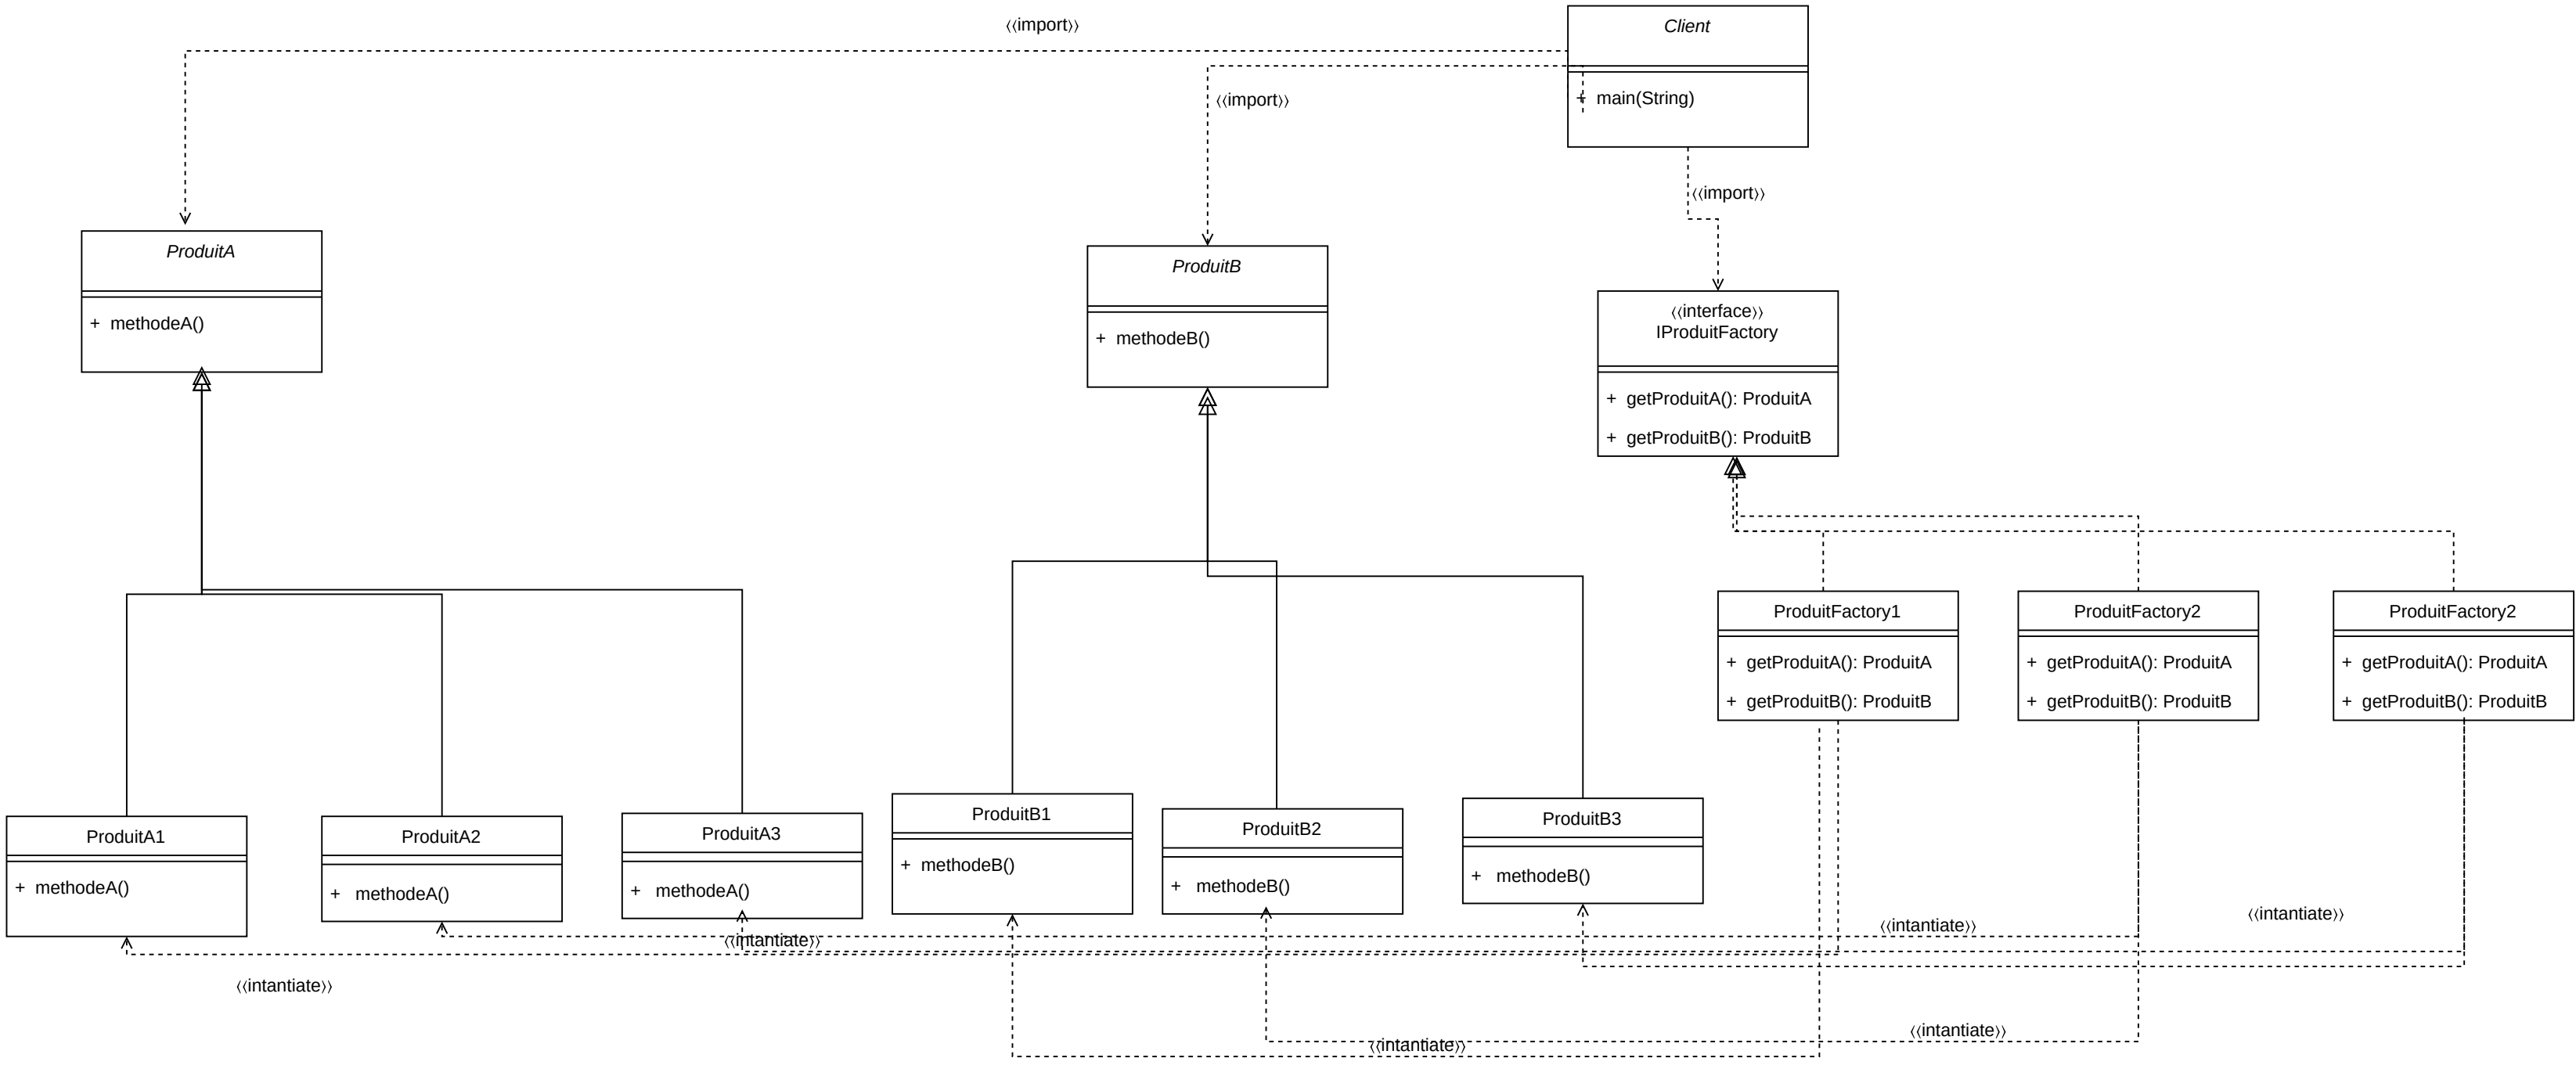 ⟨⟨import⟩⟩
Client
⟨⟨import⟩⟩
+ main(String)
⟨⟨import⟩⟩
ProduitA
+ methodeA()
ProduitB
+ methodeB()
⟨⟨interface⟩⟩
IProduitFactory
+ getProduitA(): ProduitA
+ getProduitB(): ProduitB
ProduitFactory1
+ getProduitA(): ProduitA
+ getProduitB(): ProduitB
ProduitFactory2
+ getProduitA(): ProduitA
+ getProduitB(): ProduitB
ProduitFactory2
+ getProduitA(): ProduitA
+ getProduitB(): ProduitB
ProduitA1
+ methodeA()
ProduitA2
+ methodeA()
ProduitA3
+ methodeA()
ProduitB1
+ methodeB()
ProduitB2
+ methodeB()
ProduitB3
+ methodeB()
⟨⟨intantiate⟩⟩
⟨⟨intantiate⟩⟩
⟨⟨intantiate⟩⟩
⟨⟨intantiate⟩⟩
⟨⟨intantiate⟩⟩
⟨⟨intantiate⟩⟩